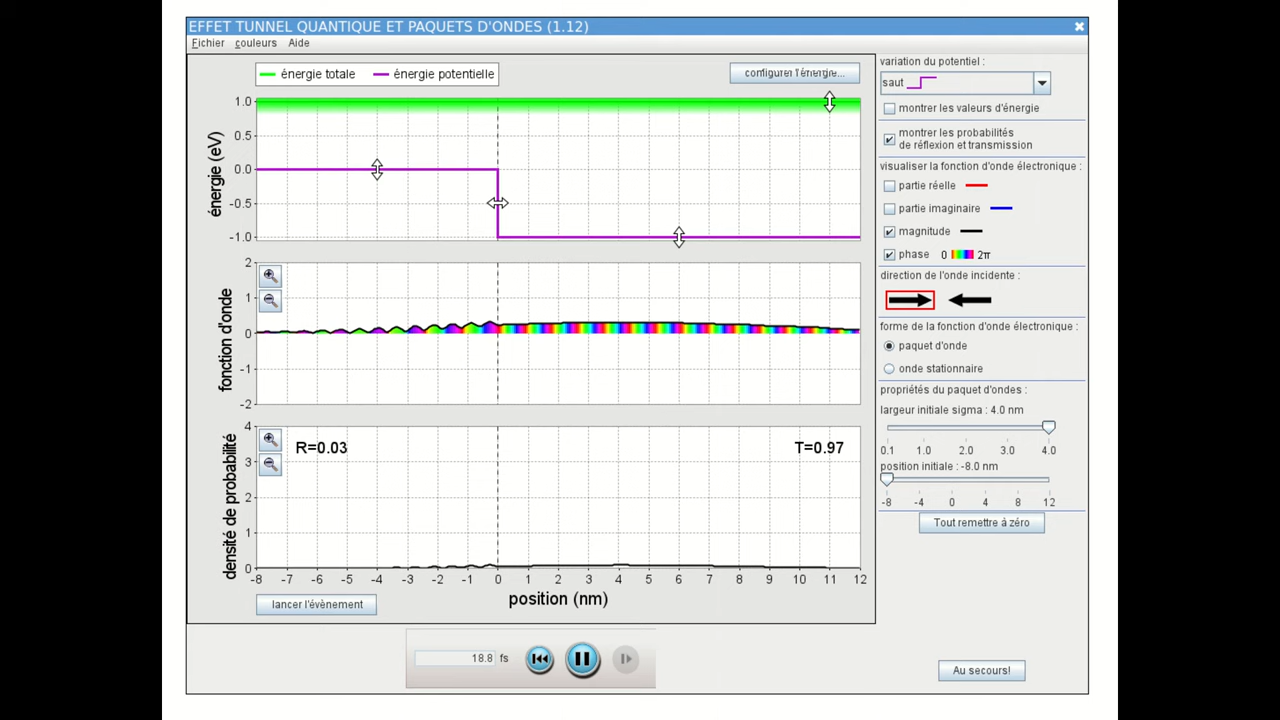 EFFET TUNNEL QUANTIQUE ET PAQUETS D'ONDES (1.12)
Fichier couleurs Aide
énergie totale énergie potentielle
configurer l'énergie...
énergie (eV)
1.0
0.5
0.0
-0.5
-1.0
fonction d'onde
2
1
0
-1
-2
densité de probabilité
R=0.03 T=0.97
4
3
2
1
0
-8 -7 -6 -5 -4 -3 -2 -1 0 1 2 3 4 5 6 7 8 9 10 11 12
position (nm)
lancer l'évènement
18.8 fs
variation du potentiel :
saut
montrer les valeurs d'énergie
montrer les probabilités
de réflexion et transmission
visualiser la fonction d'onde électronique :
partie réelle
partie imaginaire
magnitude
phase 0 2π
direction de l'onde incidente :
forme de la fonction d'onde électronique :
paquet d'onde
onde stationnaire
propriétés du paquet d'ondes :
largeur initiale sigma : 4.0 nm
0.1 1.0 2.0 3.0 4.0
position initiale : -8.0 nm
-8 -4 0 4 8 12
Tout remettre à zéro
Au secours!